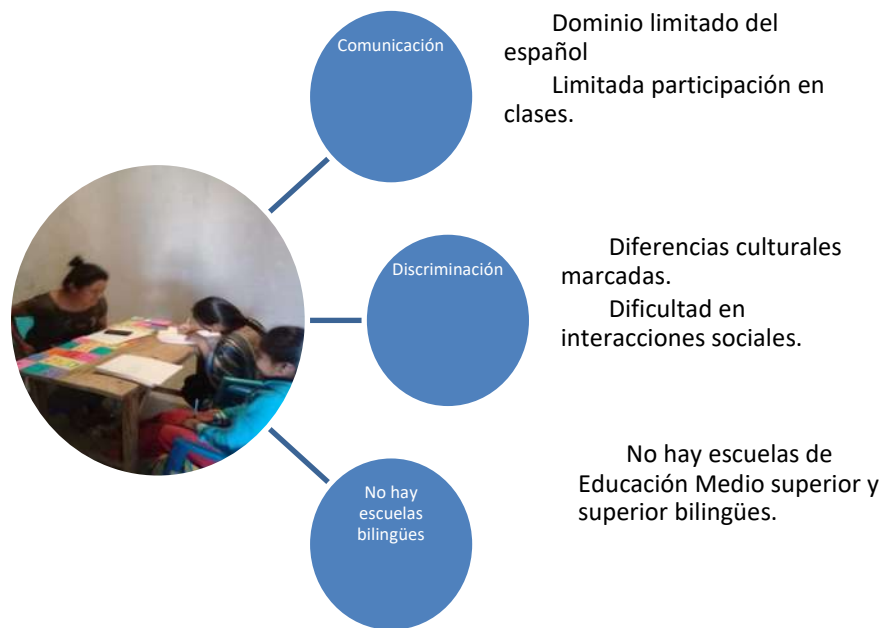 Comunicación
Dominio limitado del
español
Limitada participación en
clases.
Discriminación
Diferencias culturales
marcadas.
Dificultad en
interacciones sociales.
No hay
escuelas
bilingües
No hay escuelas de
Educación Medio superior y
superior bilingües.